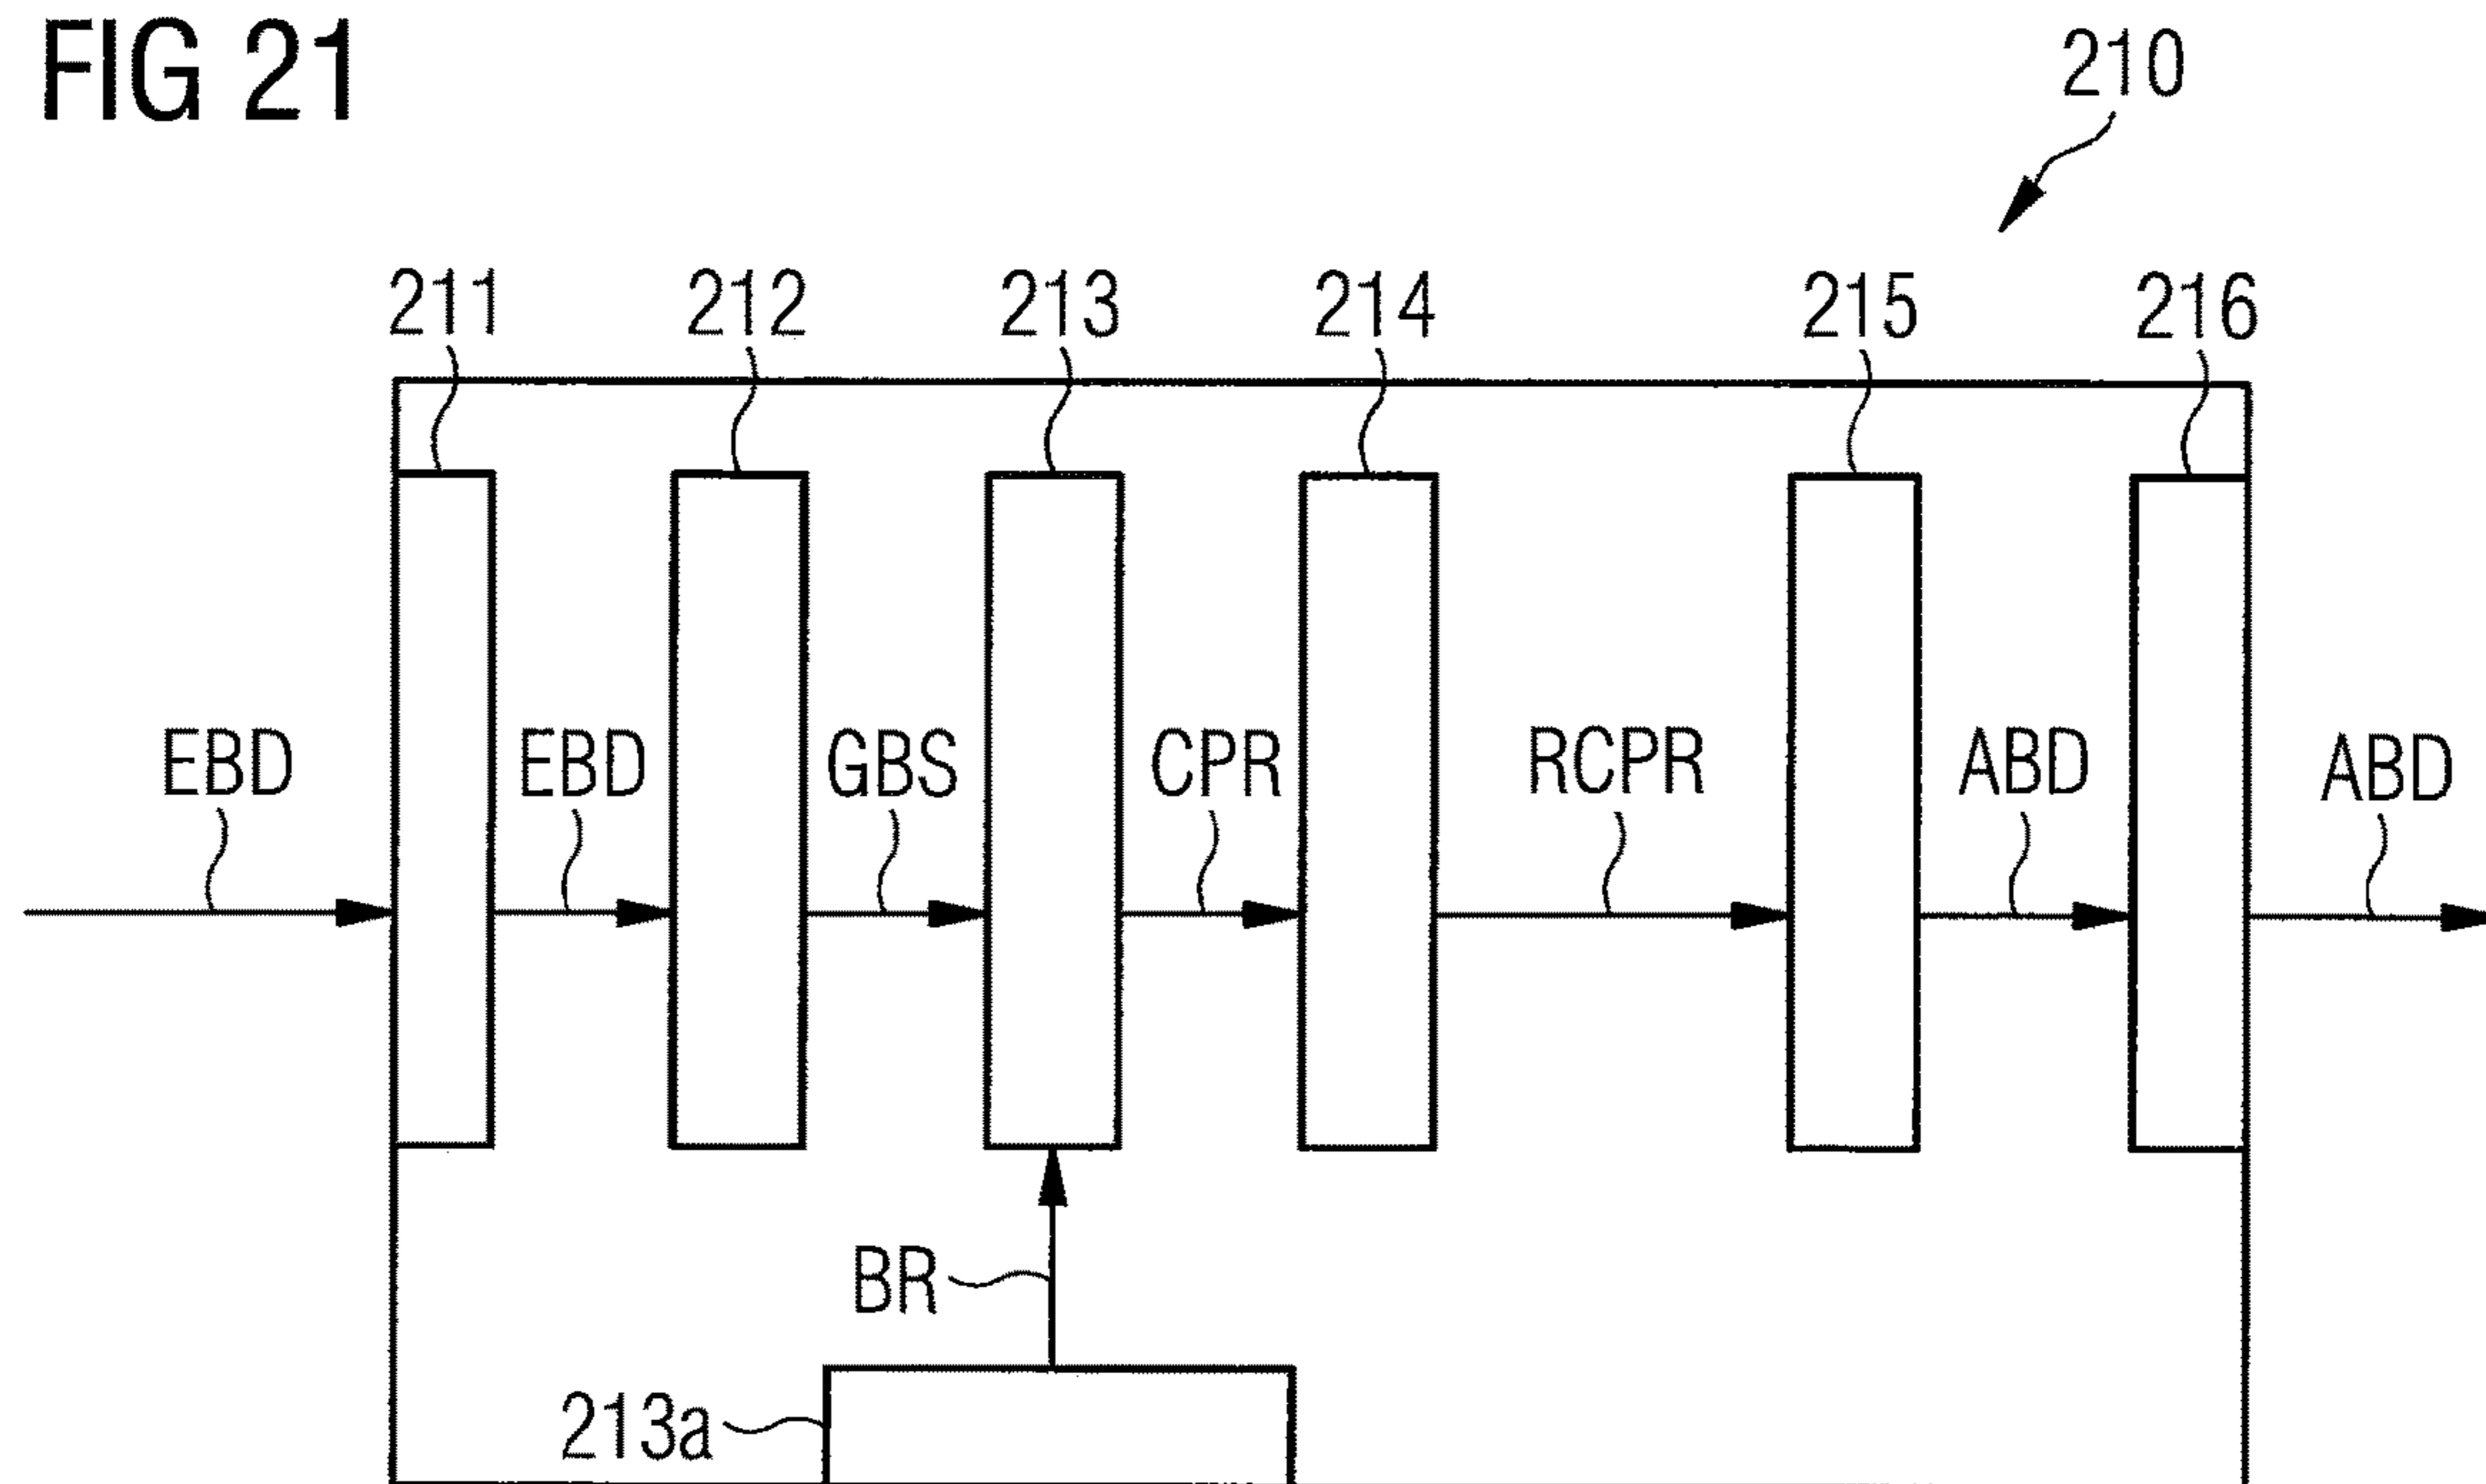 FIG 21
210
211 212 213 214 215 216
EBD EBD GBS CPR RCPR ABD ABD
BR
213a